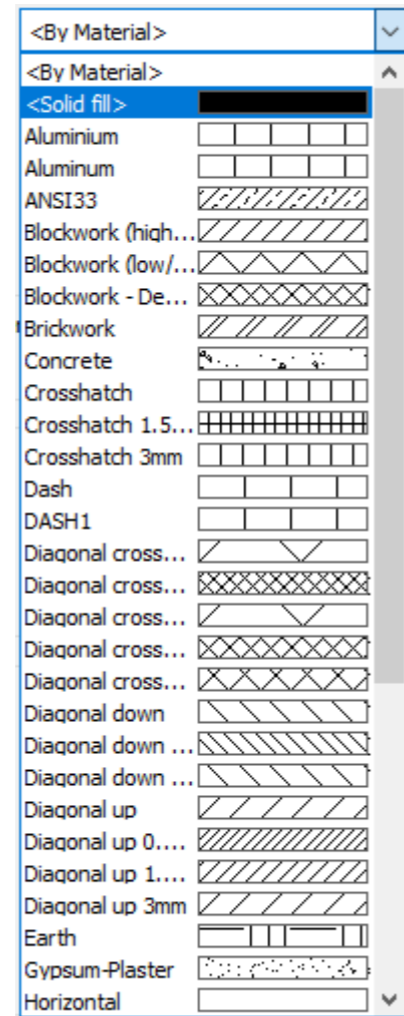 <By Material>
<By Material>
<Solid fill>
Aluminium
Aluminum
ANSI33
Blockwork (high...
Blockwork (low/...
Blockwork - De...
Brickwork
Concrete
Crosshatch
Crosshatch 1.5...
Crosshatch 3mm
Dash
DASH1
Diagonal cross...
Diagonal cross...
Diagonal cross...
Diagonal cross...
Diagonal cross...
Diagonal down
Diagonal down ...
Diagonal down ...
Diagonal up
Diagonal up 0....
Diagonal up 1....
Diagonal up 3mm
Earth
Gypsum-Plaster
Horizontal